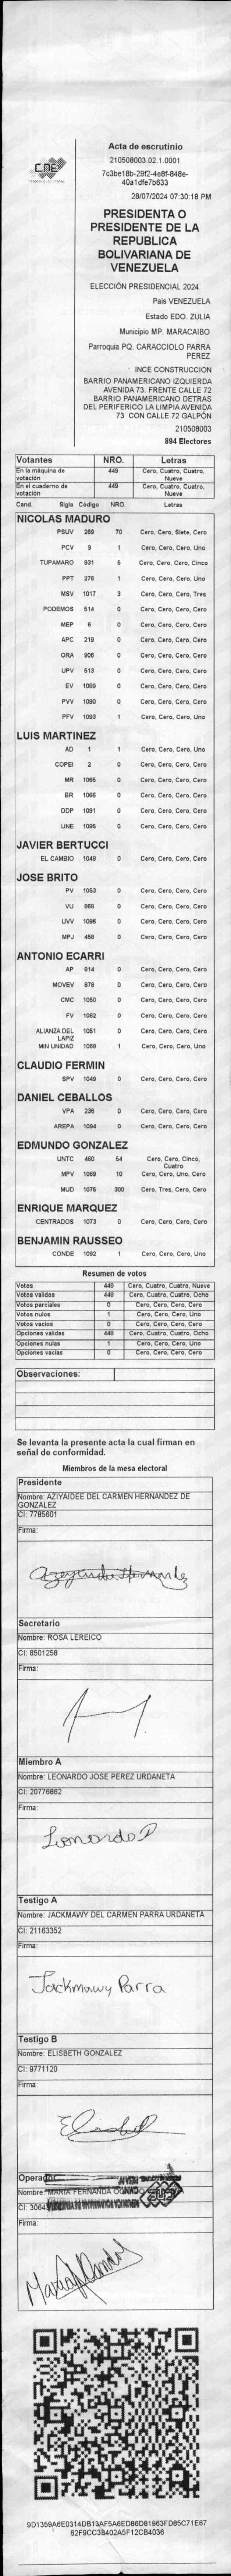 CNE
Acta de escrutinio
210508003.02.1.0001
7c3be18b-29f2-4e8f-848e-
40a1dfe7b633
28/07/2024 07:30:18 PM
PRESIDENTA O
PRESIDENTE DE LA
REPUBLICA
BOLIVARIANA DE
VENEZUELA
ELECCIÓN PRESIDENCIAL 2024
Pais VENEZUELA
Estado EDO. ZULIA
Municipio MP. MARACAIBO
Parroquia PQ. CARACCIOLO PARRA
PEREZ
INCE CONSTRUCCION
BARRIO PANAMERICANO IZQUIERDA
AVENIDA 73. FRENTE CALLE 72
BARRIO PANAMERICANO DETRAS
DEL PERIFERICO LA LIMPIA AVENIDA
73 CON CALLE 72 GALPÓN
210508003
894 Electores
Votantes NRO. Letras
En la máquina de votación 449 Cero, Cuatro, Cuatro, Nueve
En el cuaderno de votación 449 Cero, Cuatro, Cuatro, Nueve
Cand. Sigla Código NRO. Letras
NICOLAS MADURO
PSUV 269 70 Cero, Cero, Siete, Cero
PCV 9 1 Cero, Cero, Cero, Uno
TUPAMARO 931 5 Cero, Cero, Cero, Cinco
PPT 276 1 Cero, Cero, Cero, Uno
MSV 1017 3 Cero, Cero, Cero, Tres
PODEMOS 514 0 Cero, Cero, Cero, Cero
MEP 6 0 Cero, Cero, Cero, Cero
APC 219 0 Cero, Cero, Cero, Cero
ORA 906 0 Cero, Cero, Cero, Cero
UPV 513 0 Cero, Cero, Cero, Cero
EV 1089 0 Cero, Cero, Cero, Cero
PVV 1090 0 Cero, Cero, Cero, Cero
PFV 1093 1 Cero, Cero, Cero, Uno
LUIS MARTINEZ
AD 1 1 Cero, Cero, Cero, Uno
COPEI 2 0 Cero, Cero, Cero, Cero
MR 1065 0 Cero, Cero, Cero, Cero
BR 1066 0 Cero, Cero, Cero, Cero
DDP 1091 0 Cero, Cero, Cero, Cero
UNE 1095 0 Cero, Cero, Cero, Cero
JAVIER BERTUCCI
EL CAMBIO 1048 0 Cero, Cero, Cero, Cero
JOSE BRITO
PV 1053 0 Cero, Cero, Cero, Cero
VU 868 0 Cero, Cero, Cero, Cero
UVV 1096 0 Cero, Cero, Cero, Cero
MPJ 458 0 Cero, Cero, Cero, Cero
ANTONIO ECARRI
AP 814 0 Cero, Cero, Cero, Cero
MOVEV 878 0 Cero, Cero, Cero, Cero
CMC 1050 0 Cero, Cero, Cero, Cero
FV 1062 0 Cero, Cero, Cero, Cero
ALIANZA DEL LAPIZ 1051 0 Cero, Cero, Cero, Cero
MIN UNIDAD 1068 1 Cero, Cero, Cero, Uno
CLAUDIO FERMIN
SPV 1049 0 Cero, Cero, Cero, Cero
DANIEL CEBALLOS
VPA 236 0 Cero, Cero, Cero, Cero
AREPA 1094 0 Cero, Cero, Cero, Cero
EDMUNDO GONZALEZ
UNTC 460 54 Cero, Cero, Cinco, Cuatro
MPV 1069 10 Cero, Cero, Uno, Cero
MUD 1075 300 Cero, Tres, Cero, Cero
ENRIQUE MARQUEZ
CENTRADOS 1073 0 Cero, Cero, Cero, Cero
BENJAMIN RAUSSEO
CONDE 1092 1 Cero, Cero, Cero, Uno
Resumen de votos
Votos 449 Cero, Cuatro, Cuatro, Nueve
Votos validos 448 Cero, Cuatro, Cuatro, Ocho
Votos parciales 0 Cero, Cero, Cero, Cero
Votos nulos 1 Cero, Cero, Cero, Uno
Votos vacios 0 Cero, Cero, Cero, Cero
Opciones validas 448 Cero, Cuatro, Cuatro, Ocho
Opciones nulas 1 Cero, Cero, Cero, Uno
Opciones vacias 0 Cero, Cero, Cero, Cero
Observaciones:
Se levanta la presente acta la cual firman en
señal de conformidad.
Miembros de la mesa electoral
Presidente
Nombre: AZIYAIDEE DEL CARMEN HERNANDEZ DE
GONZALEZ
CI: 7785601
Firma:
Secretario
Nombre: ROSA LEREICO
CI: 8501258
Firma:
Miembro A
Nombre: LEONARDO JOSE PEREZ URDANETA
CI: 20776862
Firma:
Leonardo P
Testigo A
Nombre: JACKMAWY DEL CARMEN PARRA URDANETA
CI: 21163352
Firma:
Jackmawy Parra
Testigo B
Nombre: ELISBETH GONZALEZ
CI: 9771120
Firma:
Operador
Nombre: MARIA FERNANDA
CI:
Firma:
9D1359A6E0314DB13AF5A6ED86D81963FD85C71E67
62F9CC3B402A5F12CB4036